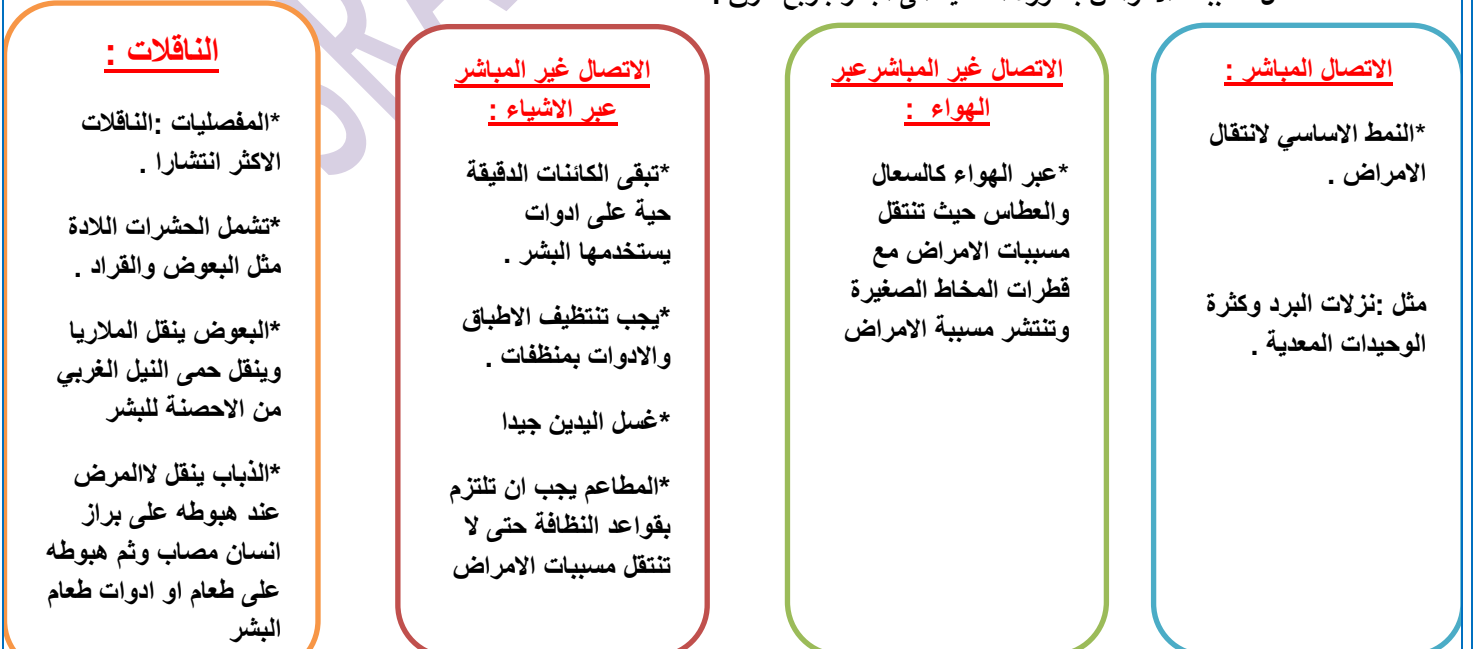 الاتصال المباشر :
*النمط الاساسي لانتقال
الامراض .
مثل :نزلات البرد وكثرة
الوحيدات المعدية .
الاتصال غير المباشرعبر
الهواء :
*عبر الهواء كالسعال
والعطاس حيث تنتقل
مسببات الامراض مع
قطرات المخاط الصغيرة
وتنتشر مسببة الامراض
الاتصال غير المباشر
عبر الاشياء :
*تبقى الكائنات الدقيقة
حية على ادوات
يستخدمها البشر .
*يجب تنتظيف الاطباق
والادوات بمنظفات .
*غسل اليدين جيدا
*المطاعم يجب ان تلتزم
بقواعد النظافة حتى لا
تنتقل مسببات الامراض
الناقلات :
*المفصليات :الناقلات
الاكثر انتشارا .
*تشمل الحشرات اللادة
مثل البعوض والقراد .
*البعوض ينقل الملاريا
وينقل حمى النيل الغربي
من الاحصنة للبشر
*الذباب ينقل لاالمرض
عند هبوطه على براز
انسان مصاب وثم هبوطه
على طعام او ادوات طعام
البشر